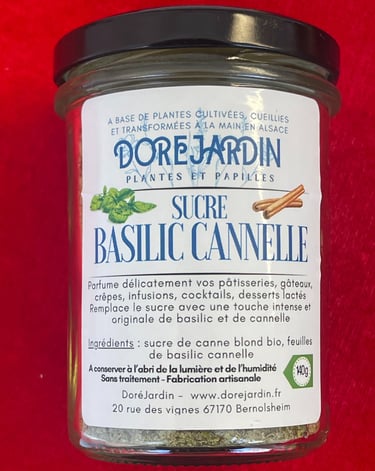 A BASE DE PLANTES CULTIVÉES, CUEILLIES
ET TRANSFORMÉES À LA MAIN EN ALSACE
DORÉJARDIN
PLANTES ET PAPILLES
SUCRE
BASILIC CANNELLE
Parfume délicatement vos pâtisseries, gâteaux,
crêpes, infusions, cocktails, desserts lactés
Remplace le sucre avec une touche intense et
originale de basilic et de cannelle
Ingrédients : sucre de canne blond bio, feuilles
de basilic cannelle
A conserver à l'abri de la lumière et de l'humidité
Sans traitement - Fabrication artisanale
140g
DoréJardin - www.dorejardin.fr
20 rue des vignes 67170 Bernolsheim